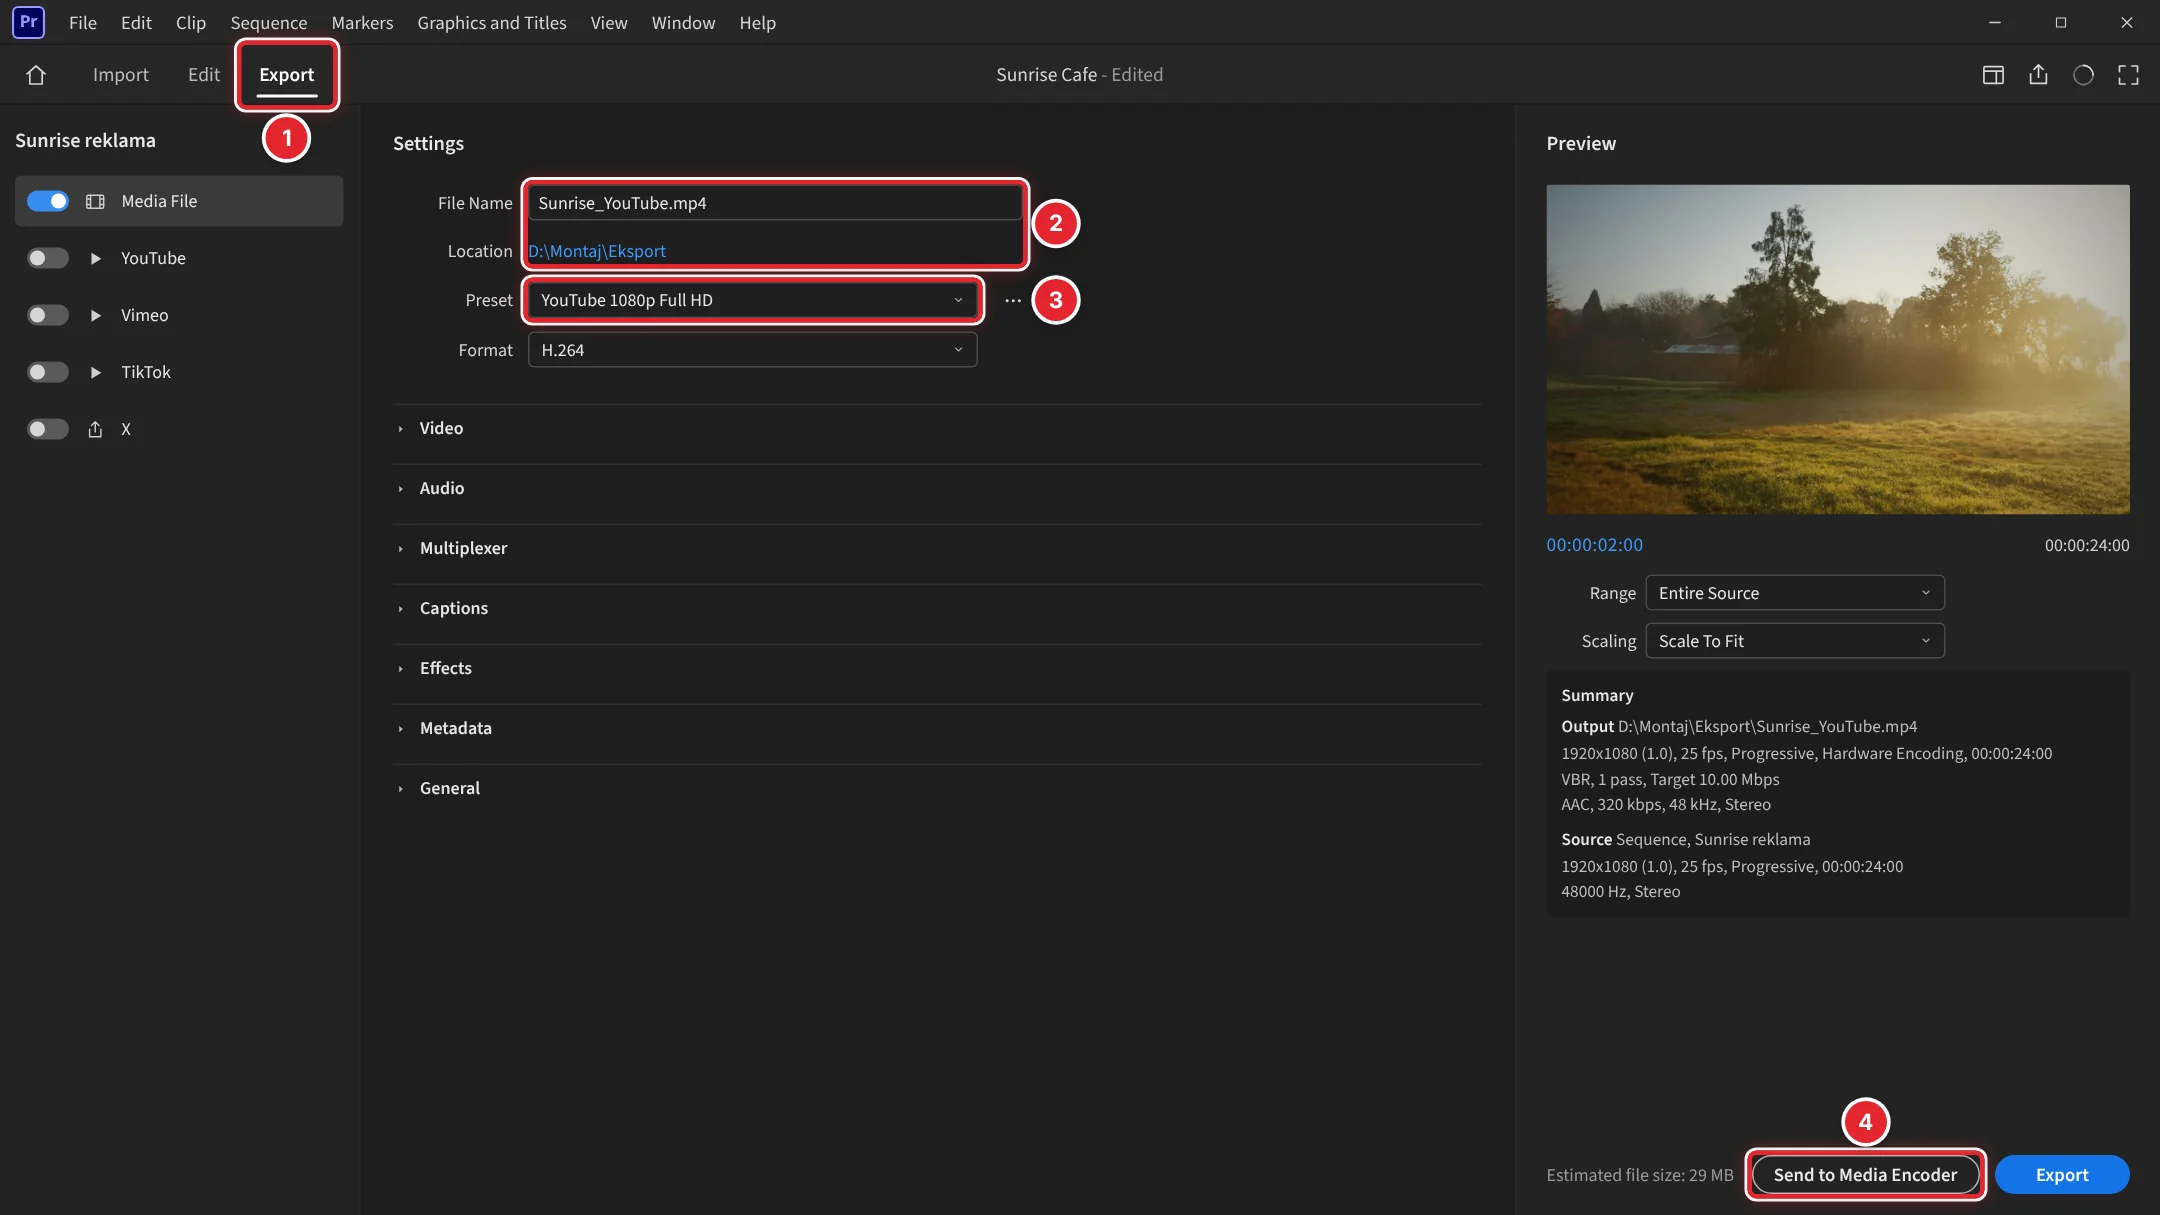 Pr File Edit Clip Sequence Markers Graphics and Titles View Window Help
Import Edit Export
Sunrise Cafe - Edited
1
Sunrise reklama
Media File
YouTube
Vimeo
TikTok
X
Settings
File Name Sunrise_YouTube.mp4
2
Location D:\Montaj\Eksport
Preset YouTube 1080p Full HD ...
3
Format H.264
Video
Audio
Multiplexer
Captions
Effects
Metadata
General
Preview
00:00:02:00 00:00:24:00
Range Entire Source
Scaling Scale To Fit
Summary
Output D:\Montaj\Eksport\Sunrise_YouTube.mp4
1920x1080 (1.0), 25 fps, Progressive, Hardware Encoding, 00:00:24:00
VBR, 1 pass, Target 10.00 Mbps
AAC, 320 kbps, 48 kHz, Stereo
Source Sequence, Sunrise reklama
1920x1080 (1.0), 25 fps, Progressive, 00:00:24:00
48000 Hz, Stereo
4
Estimated file size: 29 MB Send to Media Encoder Export